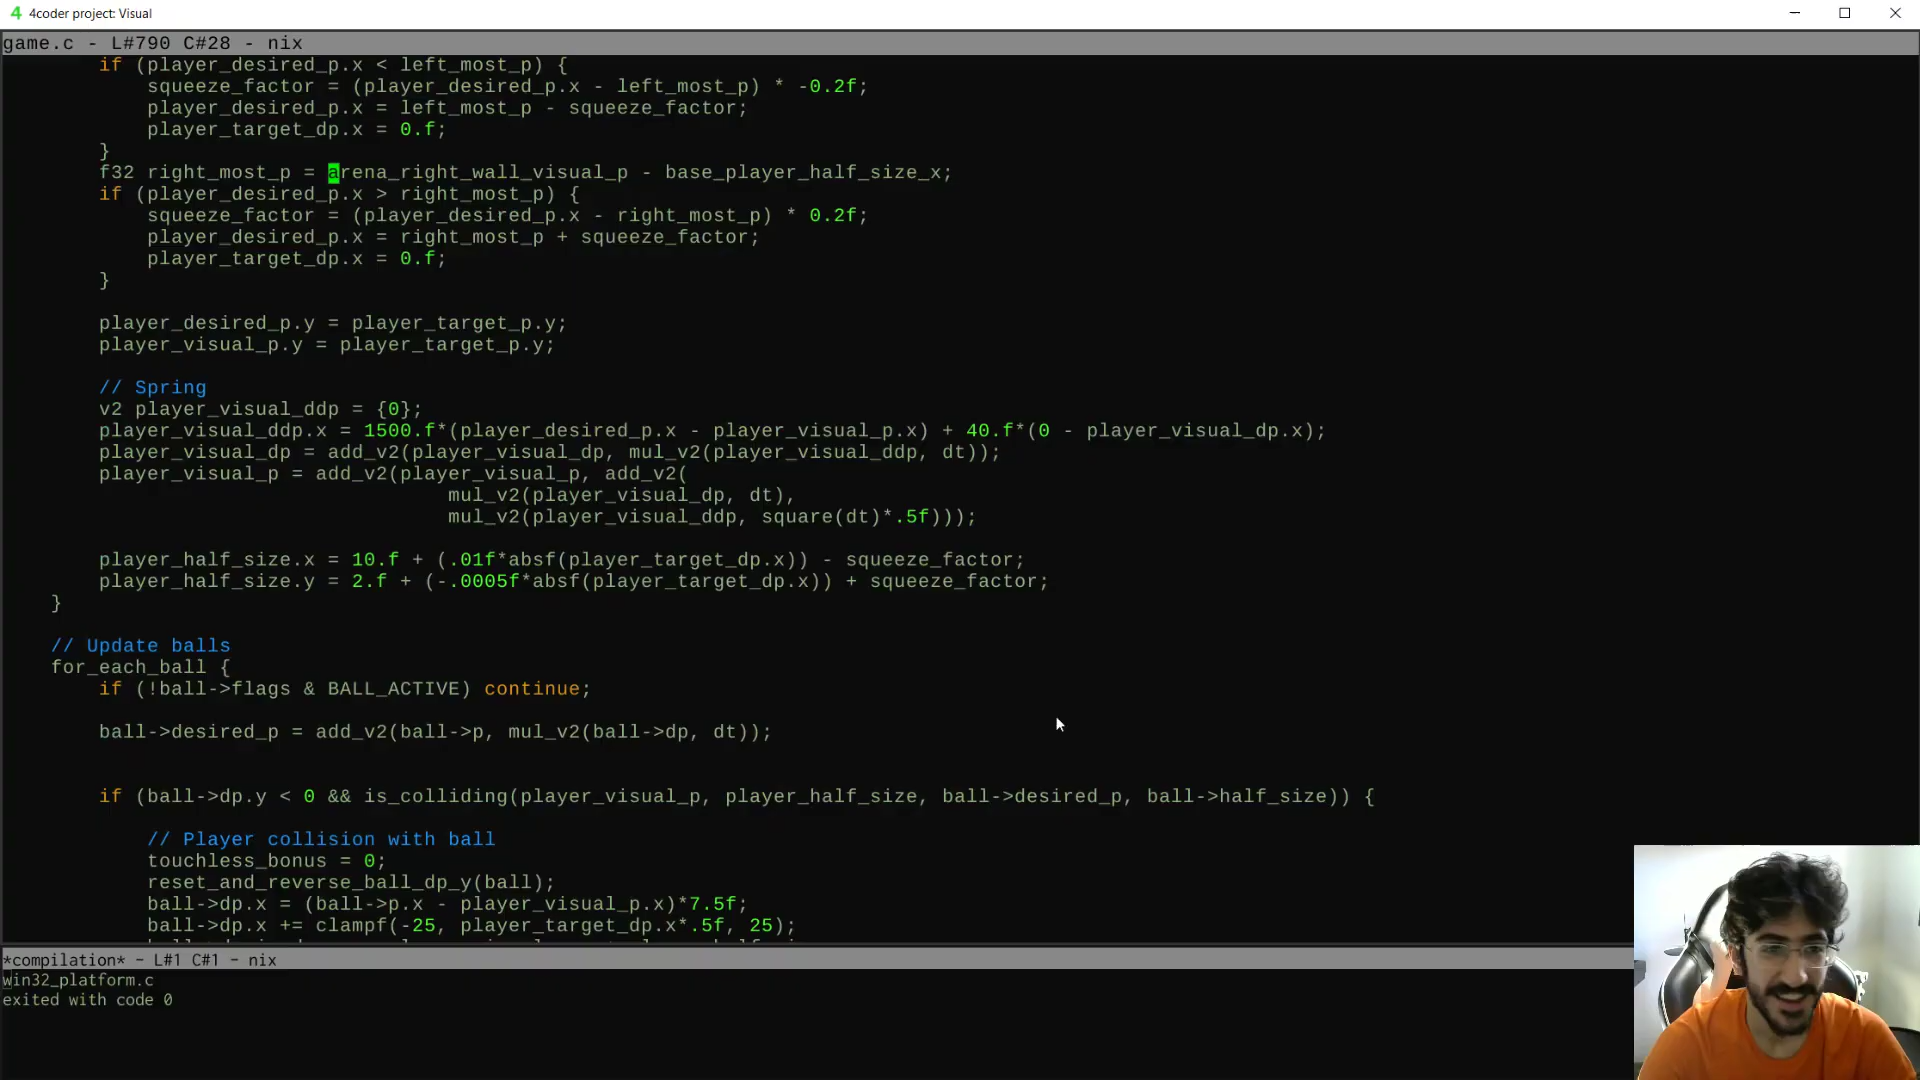 4coder project: Visual
game.c - L#790 C#28 - nix
if (player_desired_p.x < left_most_p) {
squeeze_factor = (player_desired_p.x - left_most_p) * -0.2f;
player_desired_p.x = left_most_p - squeeze_factor;
player_target_dp.x = 0.f;
}
f32 right_most_p = arena_right_wall_visual_p - base_player_half_size_x;
if (player_desired_p.x > right_most_p) {
squeeze_factor = (player_desired_p.x - right_most_p) * 0.2f;
player_desired_p.x = right_most_p + squeeze_factor;
player_target_dp.x = 0.f;
}
player_desired_p.y = player_target_p.y;
player_visual_p.y = player_target_p.y;
// Spring
v2 player_visual_ddp = {0};
player_visual_ddp.x = 1500.f*(player_desired_p.x - player_visual_p.x) + 40.f*(0 - player_visual_dp.x);
player_visual_dp = add_v2(player_visual_dp, mul_v2(player_visual_ddp, dt));
player_visual_p = add_v2(player_visual_p, add_v2(
mul_v2(player_visual_dp, dt),
mul_v2(player_visual_ddp, square(dt)*.5f)));
player_half_size.x = 10.f + (.01f*absf(player_target_dp.x)) - squeeze_factor;
player_half_size.y = 2.f + (-.0005f*absf(player_target_dp.x)) + squeeze_factor;
}
// Update balls
for_each_ball {
if (!ball->flags & BALL_ACTIVE) continue;
ball->desired_p = add_v2(ball->p, mul_v2(ball->dp, dt));
if (ball->dp.y < 0 && is_colliding(player_visual_p, player_half_size, ball->desired_p, ball->half_size)) {
// Player collision with ball
touchless_bonus = 0;
reset_and_reverse_ball_dp_y(ball);
ball->dp.x = (ball->p.x - player_visual_p.x)*7.5f;
ball->dp.x += clampf(-25, player_target_dp.x*.5f, 25);
*compilation* - L#1 C#1 - nix
win32_platform.c
exited with code 0